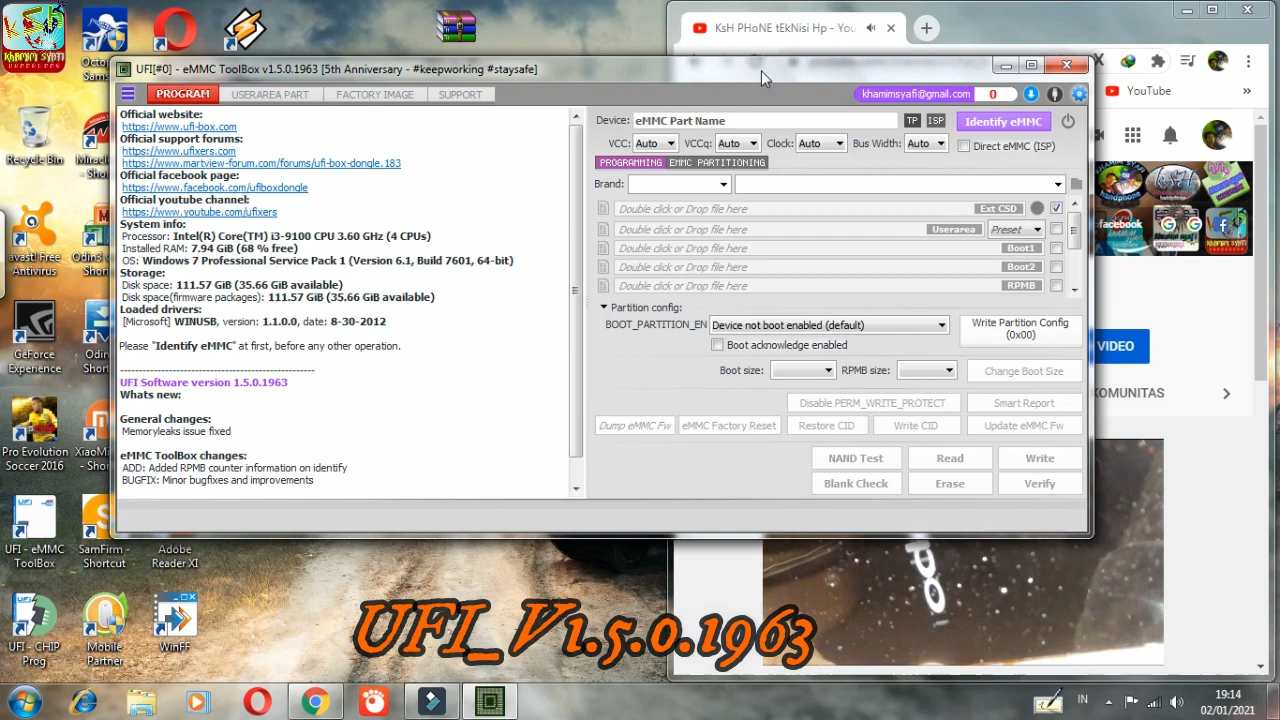 KsH PHoNE tEkNisi Hp - You
UFI[#0] - eMMC ToolBox v1.5.0.1963 [5th Anniversary - #keepworking #staysafe]
PROGRAM USERAREA PART FACTORY IMAGE SUPPORT
khamimsyafi@gmail.com 0
Official website:
https://www.ufi-box.com
Official support forums:
https://www.ufixers.com
https://www.martview-forum.com/forums/ufi-box-dongle.183
Official facebook page:
https://www.facebook.com/ufiboxdongle
Official youtube channel:
https://www.youtube.com/ufixers
System info:
Processor: Intel(R) Core(TM) i3-9100 CPU 3.60 GHz (4 CPUs)
Installed RAM: 7.94 GiB (68 % free)
OS: Windows 7 Professional Service Pack 1 (Version 6.1, Build 7601, 64-bit)
Storage:
Disk space: 111.57 GiB (35.66 GiB available)
Disk space(firmware packages): 111.57 GiB (35.66 GiB available)
Loaded drivers:
[Microsoft] WINUSB, version: 1.1.0.0, date: 8-30-2012
Please "Identify eMMC" at first, before any other operation.
UFI Software version 1.5.0.1963
Whats new:
General changes:
Memoryleaks issue fixed
eMMC ToolBox changes:
ADD: Added RPMB counter information on identify
BUGFIX: Minor bugfixes and improvements
Device: eMMC Part Name TP ISP Identify eMMC
VCC: Auto VCCq: Auto Clock: Auto Bus Width: Auto Direct eMMC (ISP)
PROGRAMMING EMMC PARTITIONING
Brand:
Double click or Drop file here Ext CSD
Double click or Drop file here Userarea Preset
Double click or Drop file here Boot1
Double click or Drop file here Boot2
Double click or Drop file here RPMB
Partition config:
BOOT_PARTITION_EN Device not boot enabled (default) Write Partition Config (0x00)
Boot acknowledge enabled
Boot size: RPMB size: Change Boot Size
Disable PERM_WRITE_PROTECT Smart Report
Dump eMMC Fw eMMC Factory Reset Restore CID Write CID Update eMMC Fw
NAND Test Read Write
Blank Check Erase Verify
YouTube
handphone
facebook
VIDEO
KOMUNITAS
Recycle Bin
avast! Free Antivirus
GeForce Experience
Pro Evolution Soccer 2016
UFI - eMMC ToolBox
SamFirm - Shortcut
Adobe Reader XI
UFI - CHIP Prog
Mobile Partner
WinFF
UFI_V1.5.0.1963
IN
19:14
02/01/2021